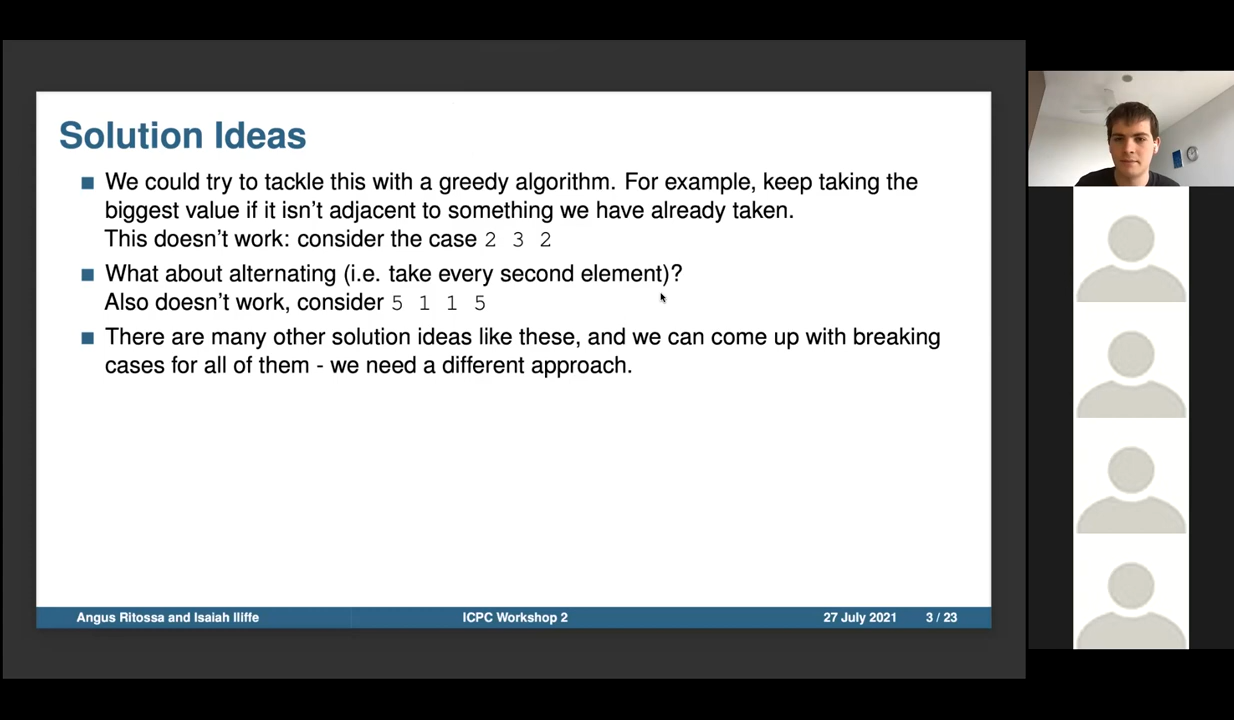 Solution Ideas
We could try to tackle this with a greedy algorithm. For example, keep taking the
biggest value if it isn't adjacent to something we have already taken.
This doesn't work: consider the case 2 3 2
What about alternating (i.e. take every second element)?
Also doesn't work, consider 5 1 1 5
There are many other solution ideas like these, and we can come up with breaking
cases for all of them - we need a different approach.
Angus Ritossa and Isaiah Iliffe ICPC Workshop 2 27 July 2021 3 / 23